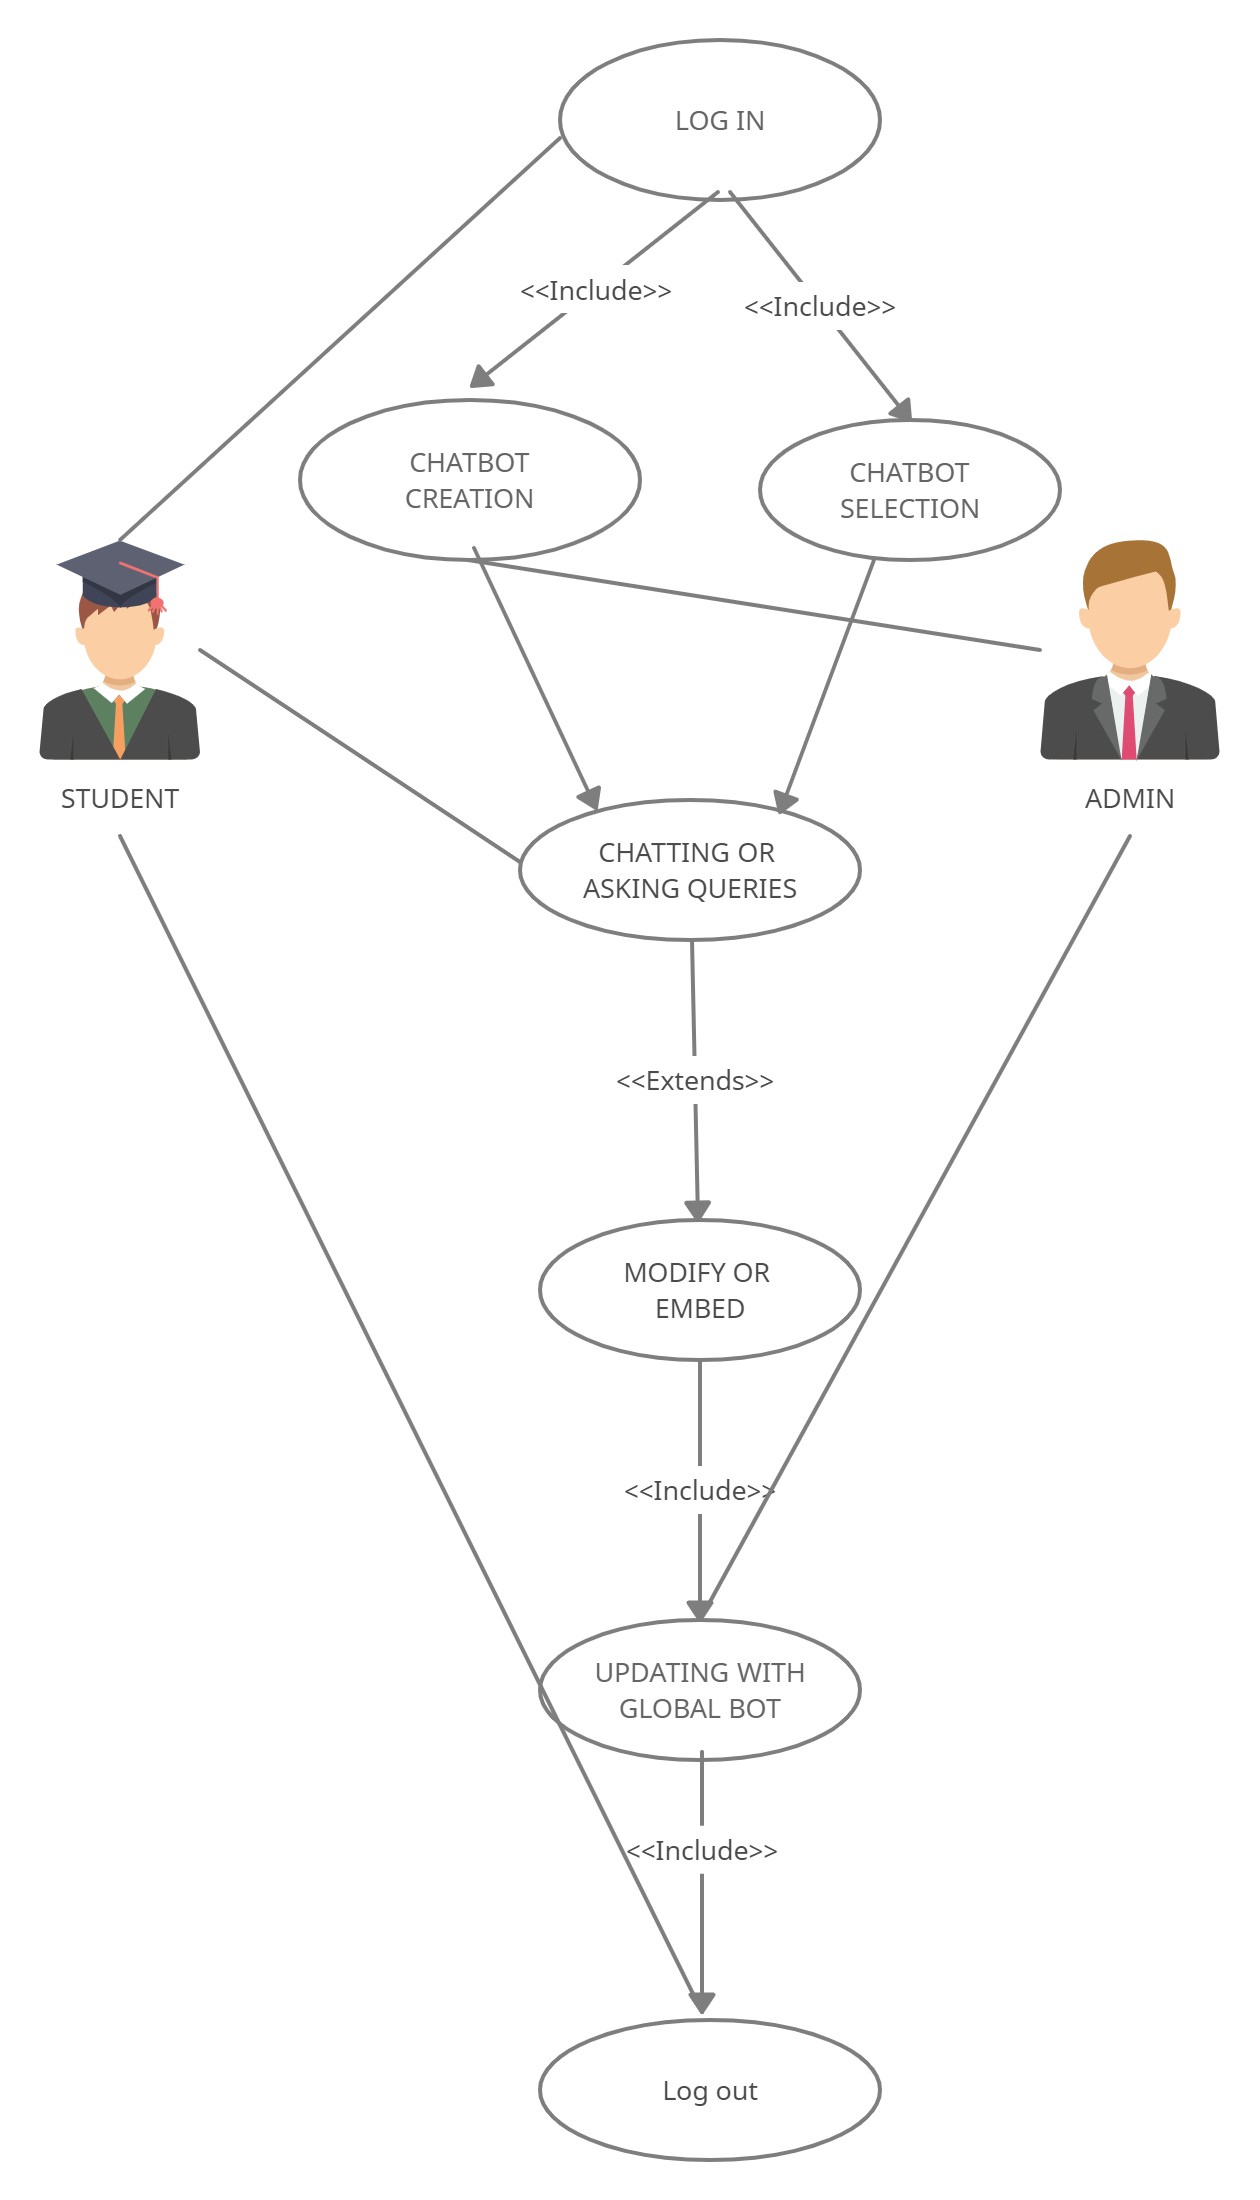 LOG IN
<<Include>>
<<Include>>
CHATBOT
CREATION
CHATBOT
SELECTION
STUDENT
ADMIN
CHATTING OR
ASKING QUERIES
<<Extends>>
MODIFY OR
EMBED
<<Include>>
UPDATING WITH
GLOBAL BOT
<<Include>>
Log out